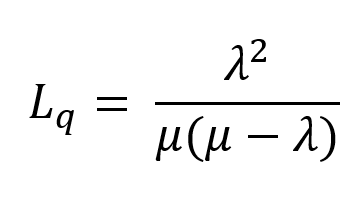 L_q = λ² / μ(μ − λ)